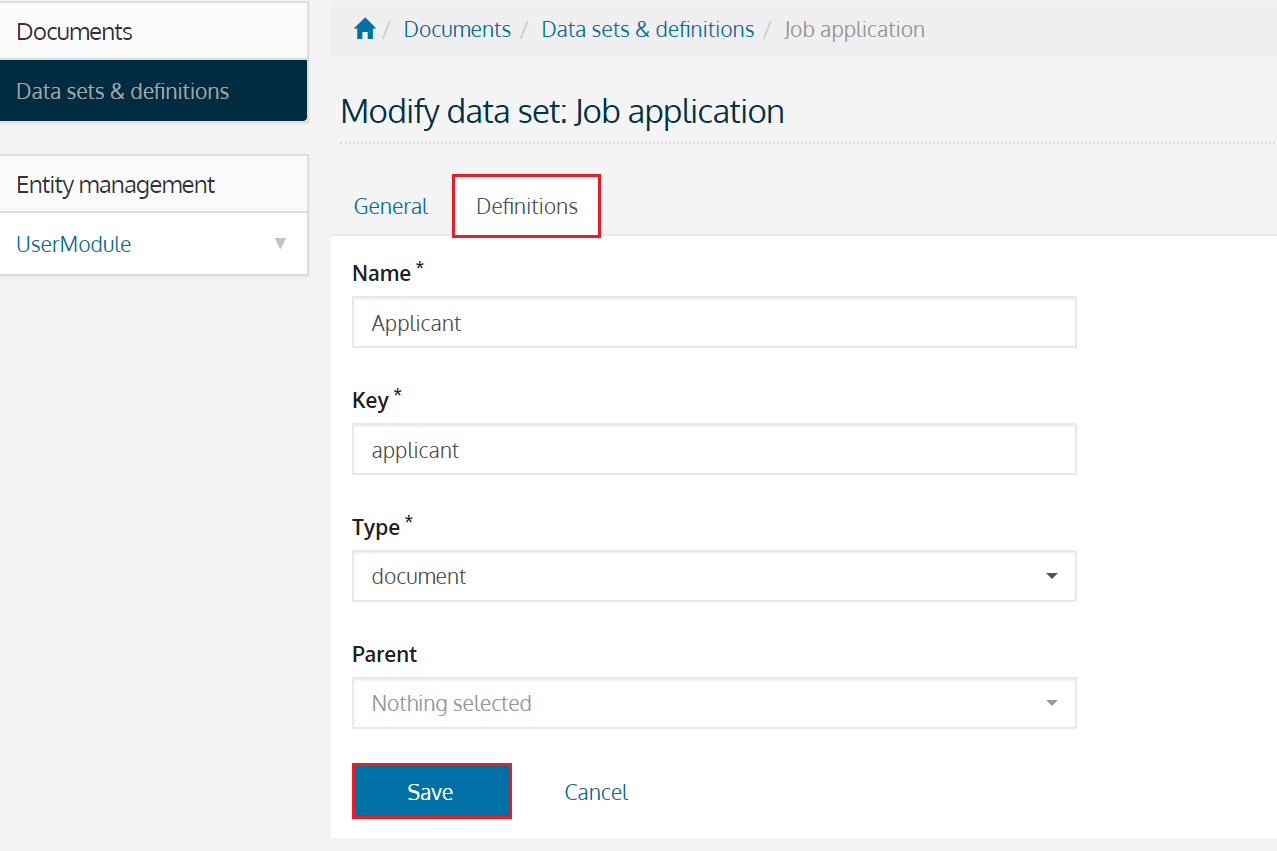 Documents
Data sets & definitions
Entity management
UserModule
/ Documents / Data sets & definitions / Job application
Modify data set: Job application
General Definitions
Name *
Applicant
Key *
applicant
Type *
document
Parent
Nothing selected
Save Cancel